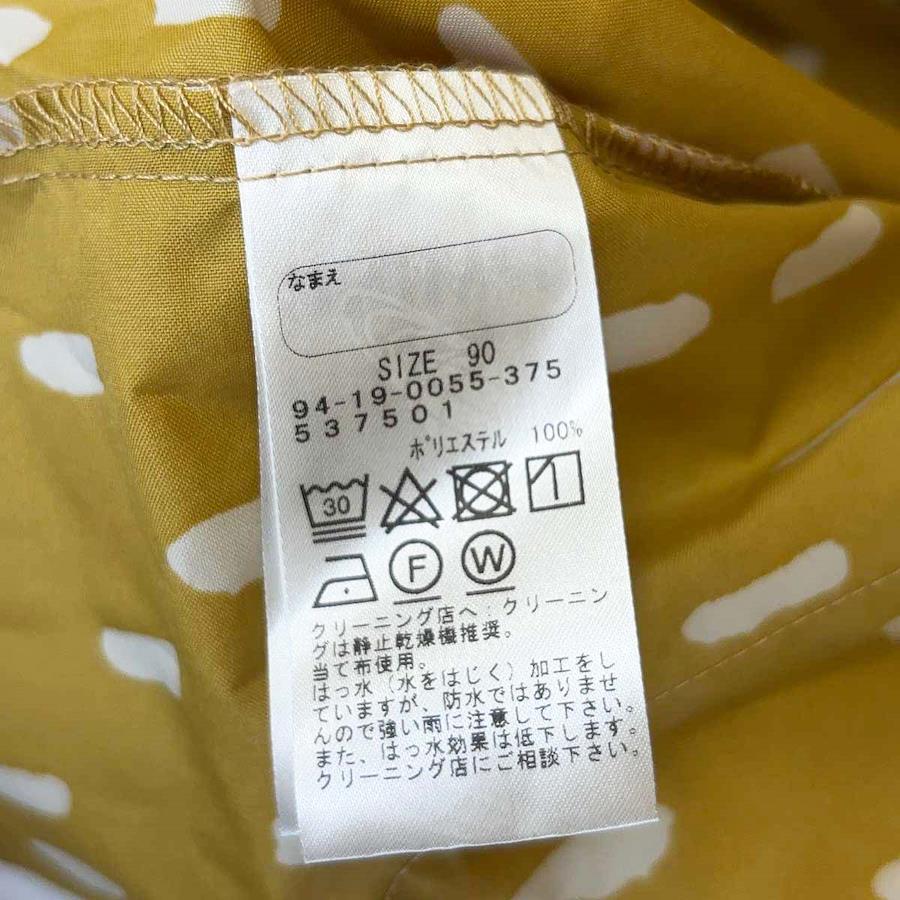 なまえ
SIZE 90
94-19-0055-375
537501
ポリエステル 100%
30
F W
クリーニング店へ：クリーニン
グは静止乾燥機推奨。
当て布使用。
はっ水（水をはじく）加工をし
ていますが、防水ではありませ
んので強い雨に注意して下さい。
また、はっ水効果は低下します。
クリーニング店にご相談下さい。